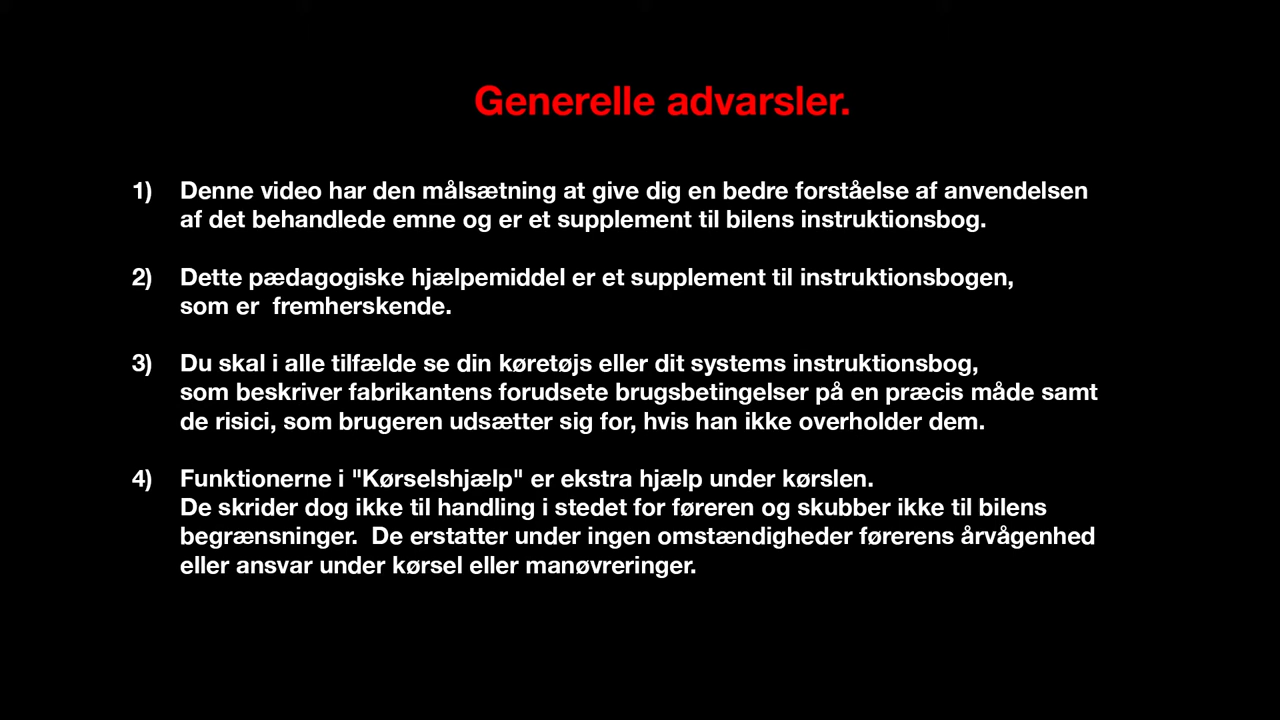 Generelle advarsler.
1) Denne video har den målsætning at give dig en bedre forståelse af anvendelsen
af det behandlede emne og er et supplement til bilens instruktionsbog.
2) Dette pædagogiske hjælpemiddel er et supplement til instruktionsbogen,
som er  fremherskende.
3) Du skal i alle tilfælde se din køretøjs eller dit systems instruktionsbog,
som beskriver fabrikantens forudsete brugsbetingelser på en præcis måde samt
de risici, som brugeren udsætter sig for, hvis han ikke overholder dem.
4) Funktionerne i "Kørselshjælp" er ekstra hjælp under kørslen.
De skrider dog ikke til handling i stedet for føreren og skubber ikke til bilens
begrænsninger.  De erstatter under ingen omstændigheder førerens årvågenhed
eller ansvar under kørsel eller manøvreringer.